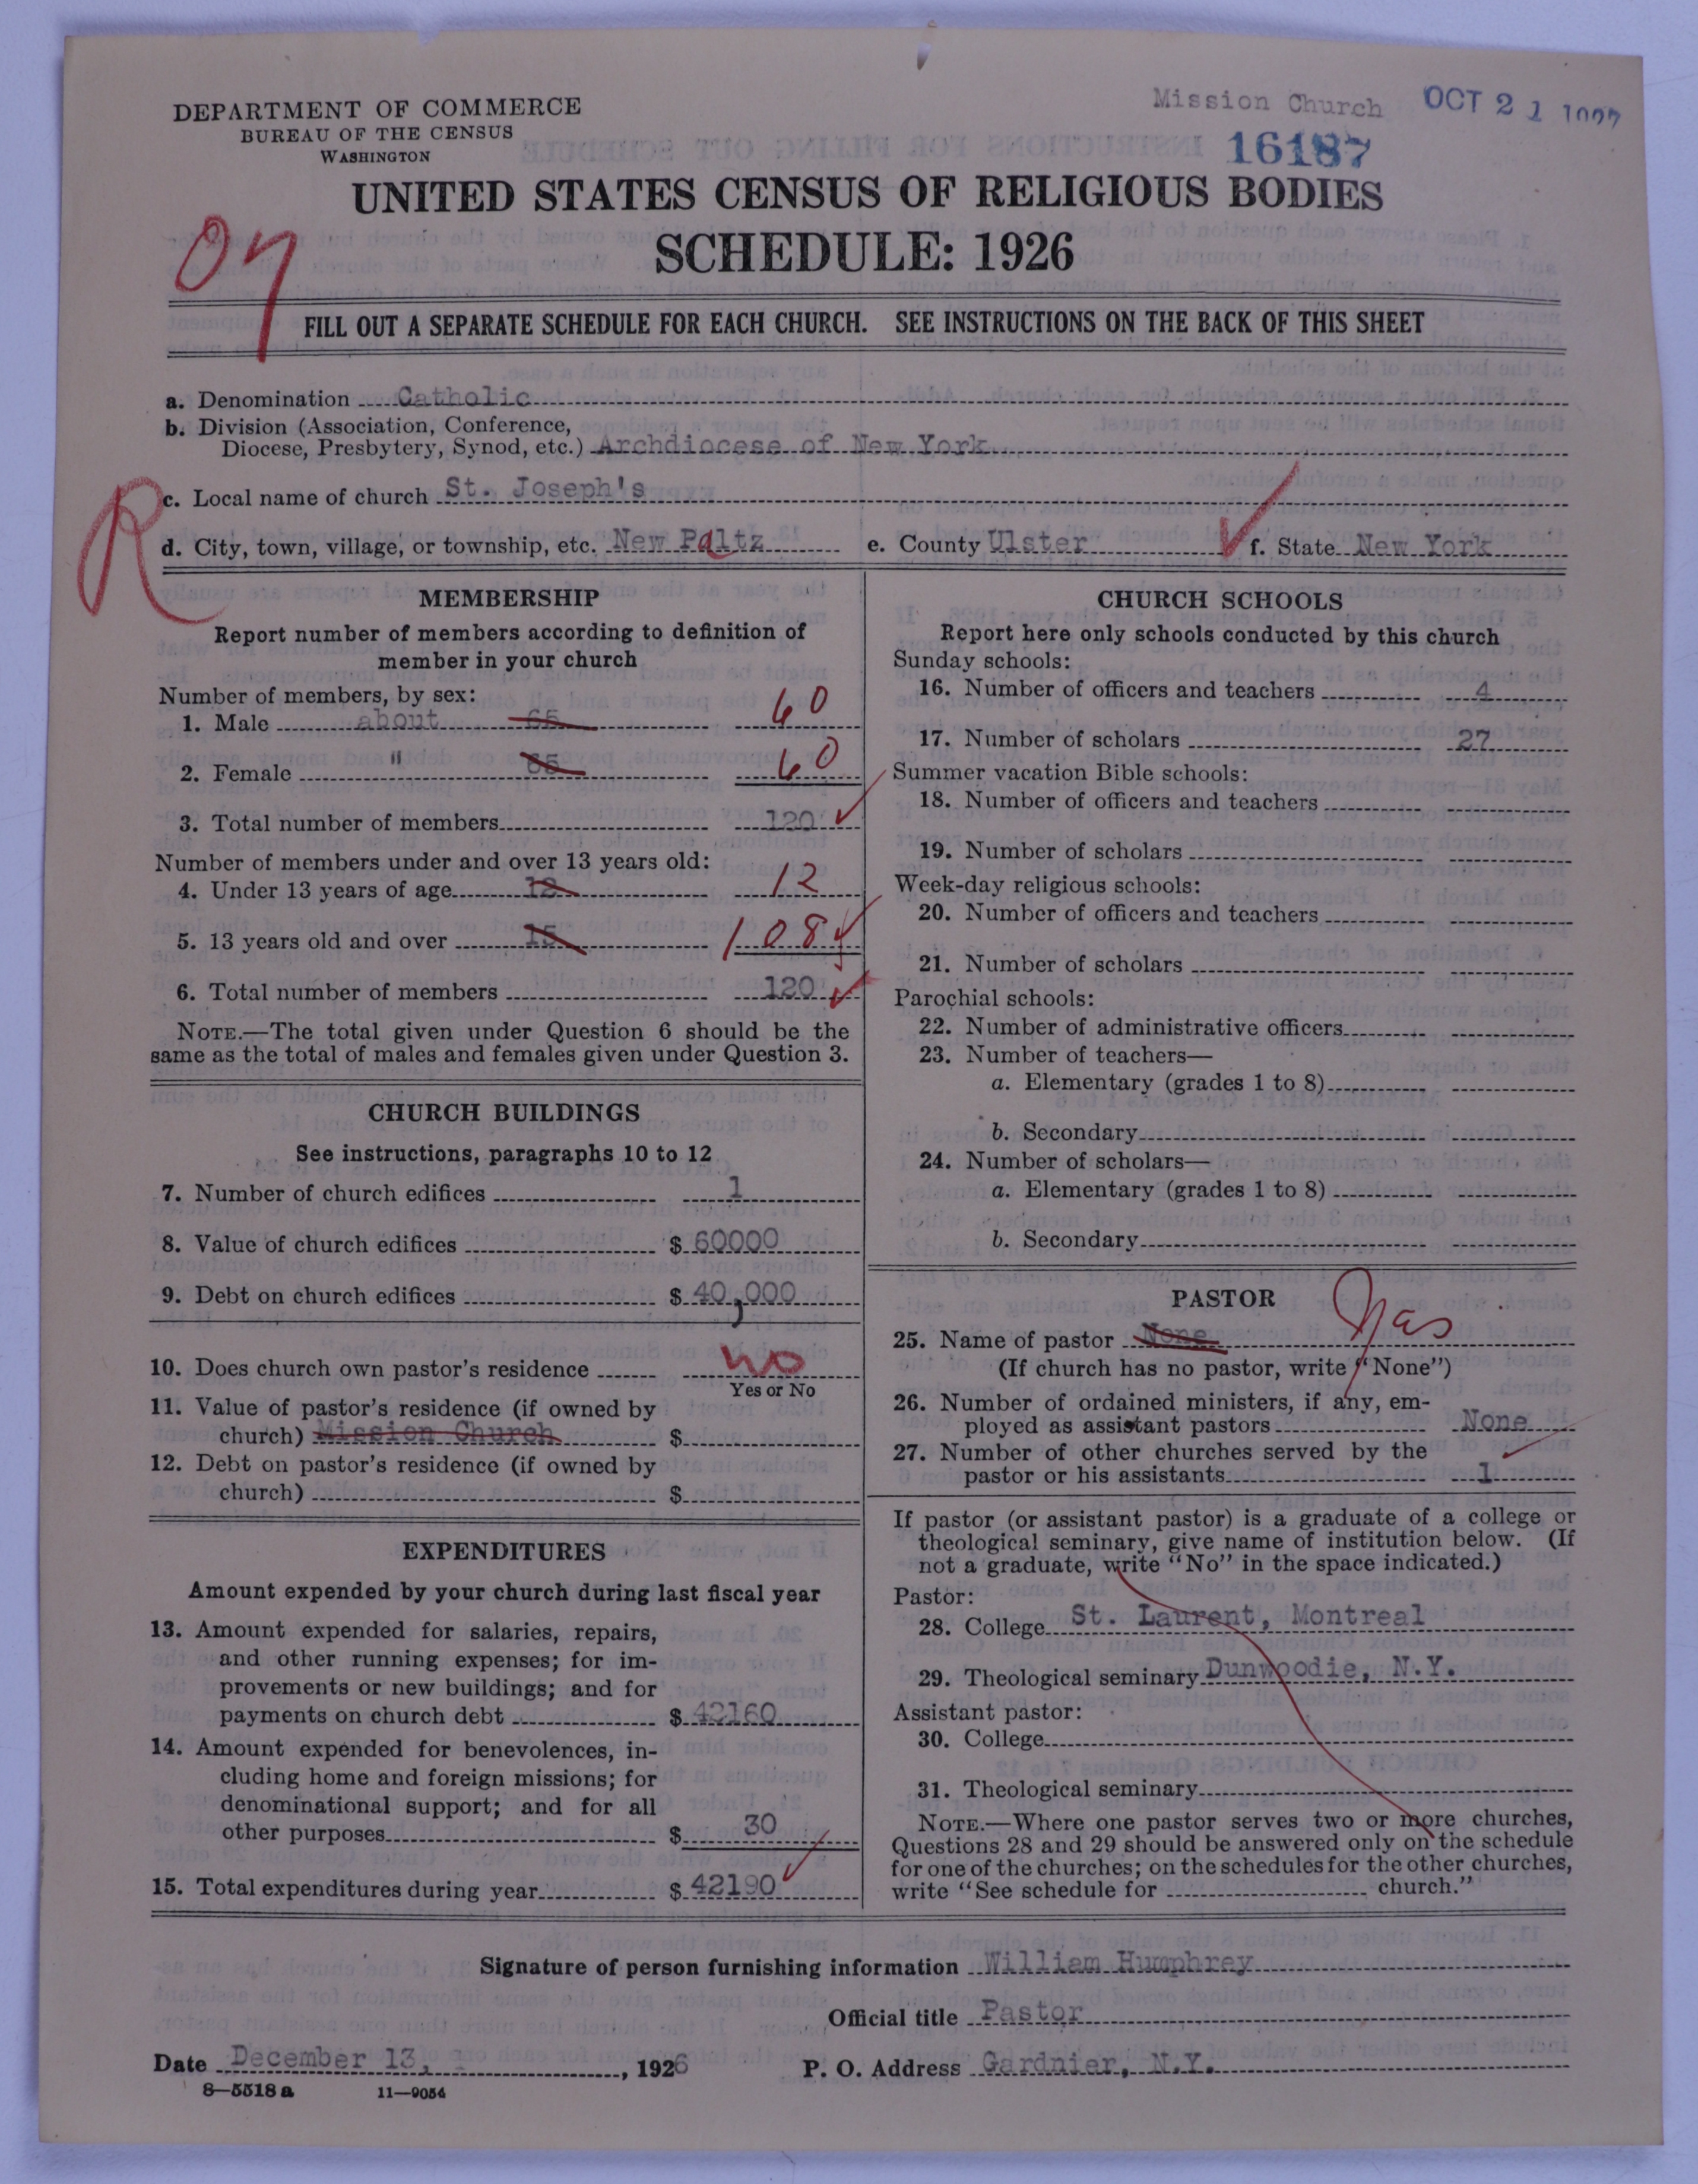 DEPARTMENT OF COMMERCE
BUREAU OF THE CENSUS
WASHINGTON
Mission Church OCT 21
16187
UNITED STATES CENSUS OF RELIGIOUS BODIES
SCHEDULE: 1926
FILL OUT A SEPARATE SCHEDULE FOR EACH CHURCH. SEE INSTRUCTIONS ON THE BACK OF THIS SHEET
a. Denomination Catholic
b. Division (Association, Conference,
Diocese, Presbytery, Synod, etc.) Archdiocese of New York
R
c. Local name of church St. Joseph's
d. City, town, village, or township, etc. New Paltz e. County Ulster f. State New York
MEMBERSHIP
Report number of members according to definition of
member in your church
Number of members, by sex:
1. Male about 65 60
2. Female " 65 60
3. Total number of members 120
Number of members under and over 13 years old:
4. Under 13 years of age 12 12
5. 13 years old and over 15 108
6. Total number of members 120
NOTE.—The total given under Question 6 should be the
same as the total of males and females given under Question 3.
CHURCH BUILDINGS
See instructions, paragraphs 10 to 12
7. Number of church edifices 1
8. Value of church edifices $ 60000
9. Debt on church edifices $ 40,000
10. Does church own pastor's residence no
Yes or No
11. Value of pastor's residence (if owned by
church) Mission Church $
12. Debt on pastor's residence (if owned by
church) $
EXPENDITURES
Amount expended by your church during last fiscal year
13. Amount expended for salaries, repairs,
and other running expenses; for im-
provements or new buildings; and for
payments on church debt $ 42160
14. Amount expended for benevolences, in-
cluding home and foreign missions; for
denominational support; and for all
other purposes $ 30
15. Total expenditures during year $ 42190
CHURCH SCHOOLS
Report here only schools conducted by this church
Sunday schools:
16. Number of officers and teachers 4
17. Number of scholars 27
Summer vacation Bible schools:
18. Number of officers and teachers
19. Number of scholars
Week-day religious schools:
20. Number of officers and teachers
21. Number of scholars
Parochial schools:
22. Number of administrative officers
23. Number of teachers—
a. Elementary (grades 1 to 8)
b. Secondary
24. Number of scholars—
a. Elementary (grades 1 to 8)
b. Secondary
PASTOR
25. Name of pastor None
(If church has no pastor, write "None")
26. Number of ordained ministers, if any, em-
ployed as assistant pastors None
27. Number of other churches served by the
pastor or his assistants 1
If pastor (or assistant pastor) is a graduate of a college or
theological seminary, give name of institution below. (If
not a graduate, write "No" in the space indicated.)
Pastor:
28. College St. Laurent, Montreal
29. Theological seminary Dunwoodie, N.Y.
Assistant pastor:
30. College
31. Theological seminary
NOTE.—Where one pastor serves two or more churches,
Questions 28 and 29 should be answered only on the schedule
for one of the churches; on the schedules for the other churches,
write "See schedule for church."
Signature of person furnishing information William Humphrey
Official title Pastor
Date December 13, 1926 P. O. Address Gardnier, N.Y.
8—5518 a 11—9054